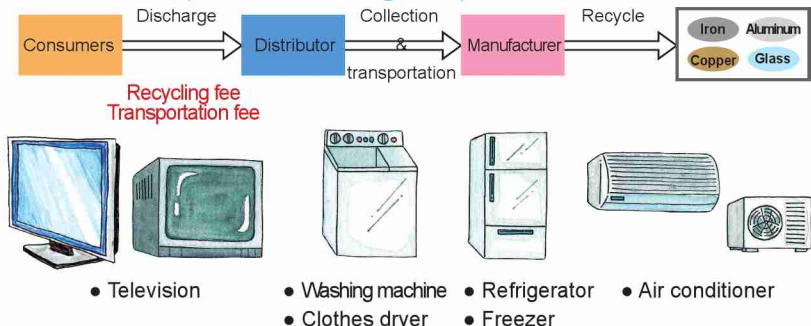 Discharge
Collection
Recycle
Consumers
Distributor
&
Manufacturer
Iron
Aluminum
transportation
Copper
Glass
Recycling fee
Transportation fee
● Television
● Washing machine
● Refrigerator
● Air conditioner
● Clothes dryer
● Freezer